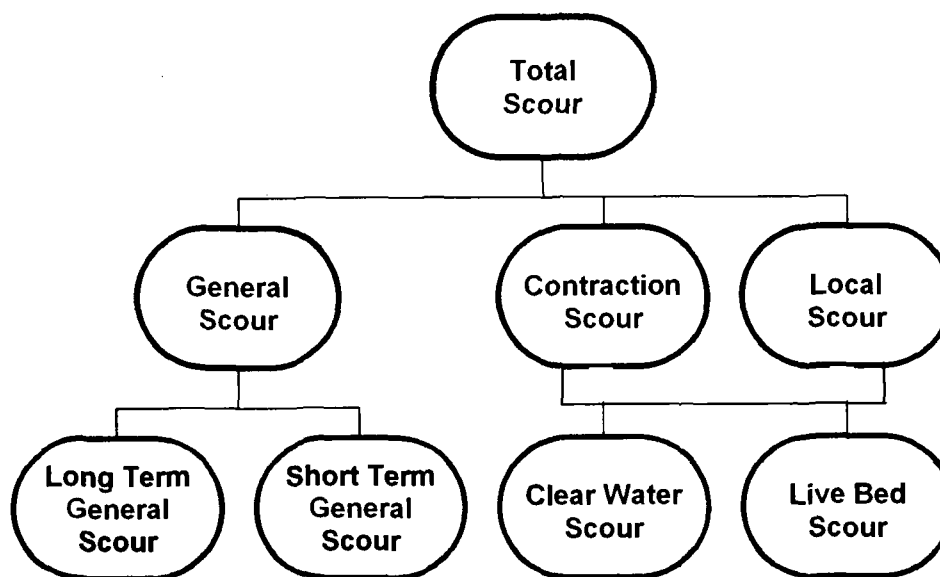 Total
Scour
General
Scour
Contraction
Scour
Local
Scour
Long Term
General
Scour
Short Term
General
Scour
Clear Water
Scour
Live Bed
Scour